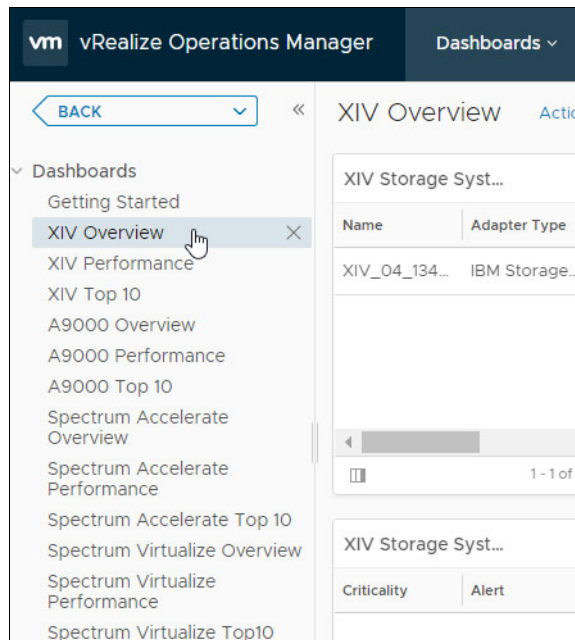 vm vRealize Operations Manager Dashboards
BACK
Dashboards
Getting Started
XIV Overview
XIV Performance
XIV Top 10
A9000 Overview
A9000 Performance
A9000 Top 10
Spectrum Accelerate
Overview
Spectrum Accelerate
Performance
Spectrum Accelerate Top 10
Spectrum Virtualize Overview
Spectrum Virtualize
Performance
Spectrum Virtualize Top10
XIV Overview Actio
XIV Storage Syst...
Name Adapter Type
XIV_04_134... IBM Storage...
1 - 1 of
XIV Storage Syst...
Criticality Alert